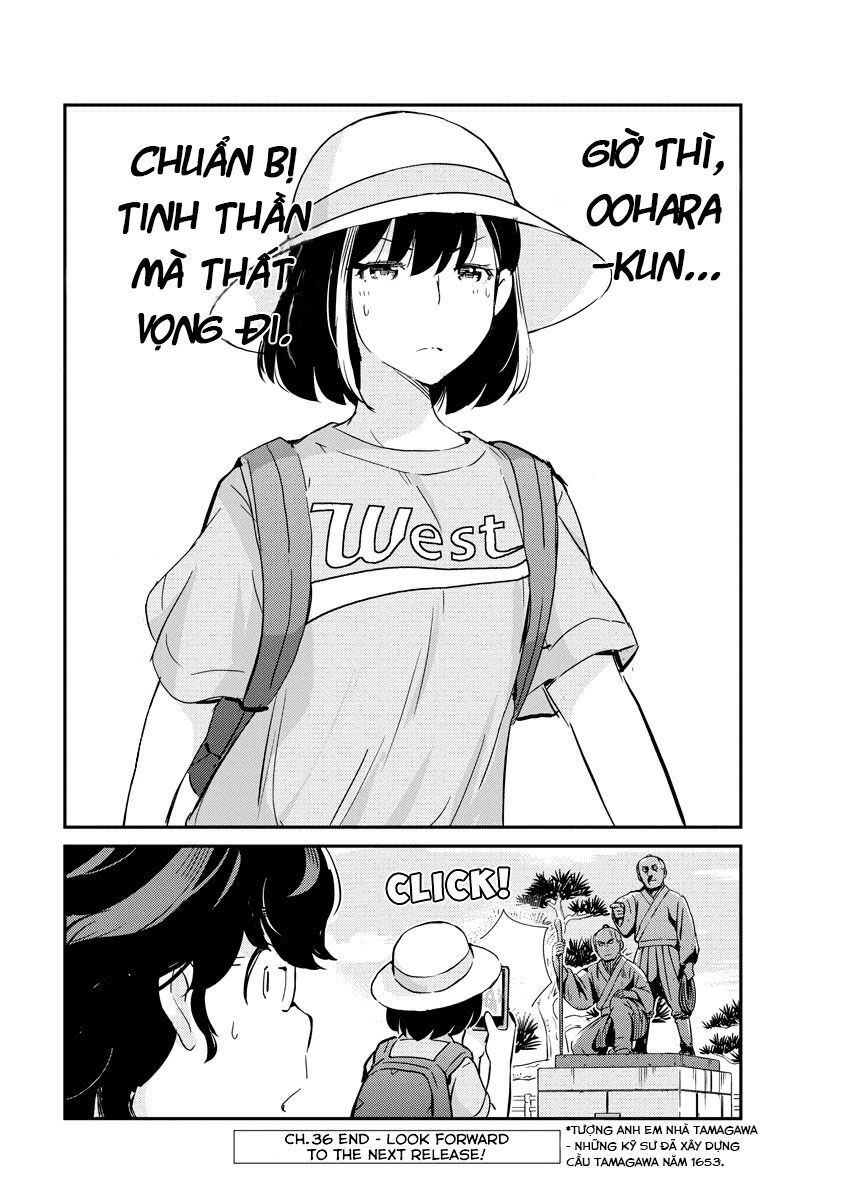 GIỜ THÌ,
OOHARA
-KUN...
CHUẨN BỊ
TINH THẦN
MÀ THẤT
VỌNG ĐI.
West
CLICK!
CH.36 END - LOOK FORWARD
TO THE NEXT RELEASE!
*TƯỢNG ANH EM NHÀ TAMAGAWA
- NHỮNG KỸ SƯ ĐÃ XÂY DỰNG
CẦU TAMAGAWA NĂM 1653.